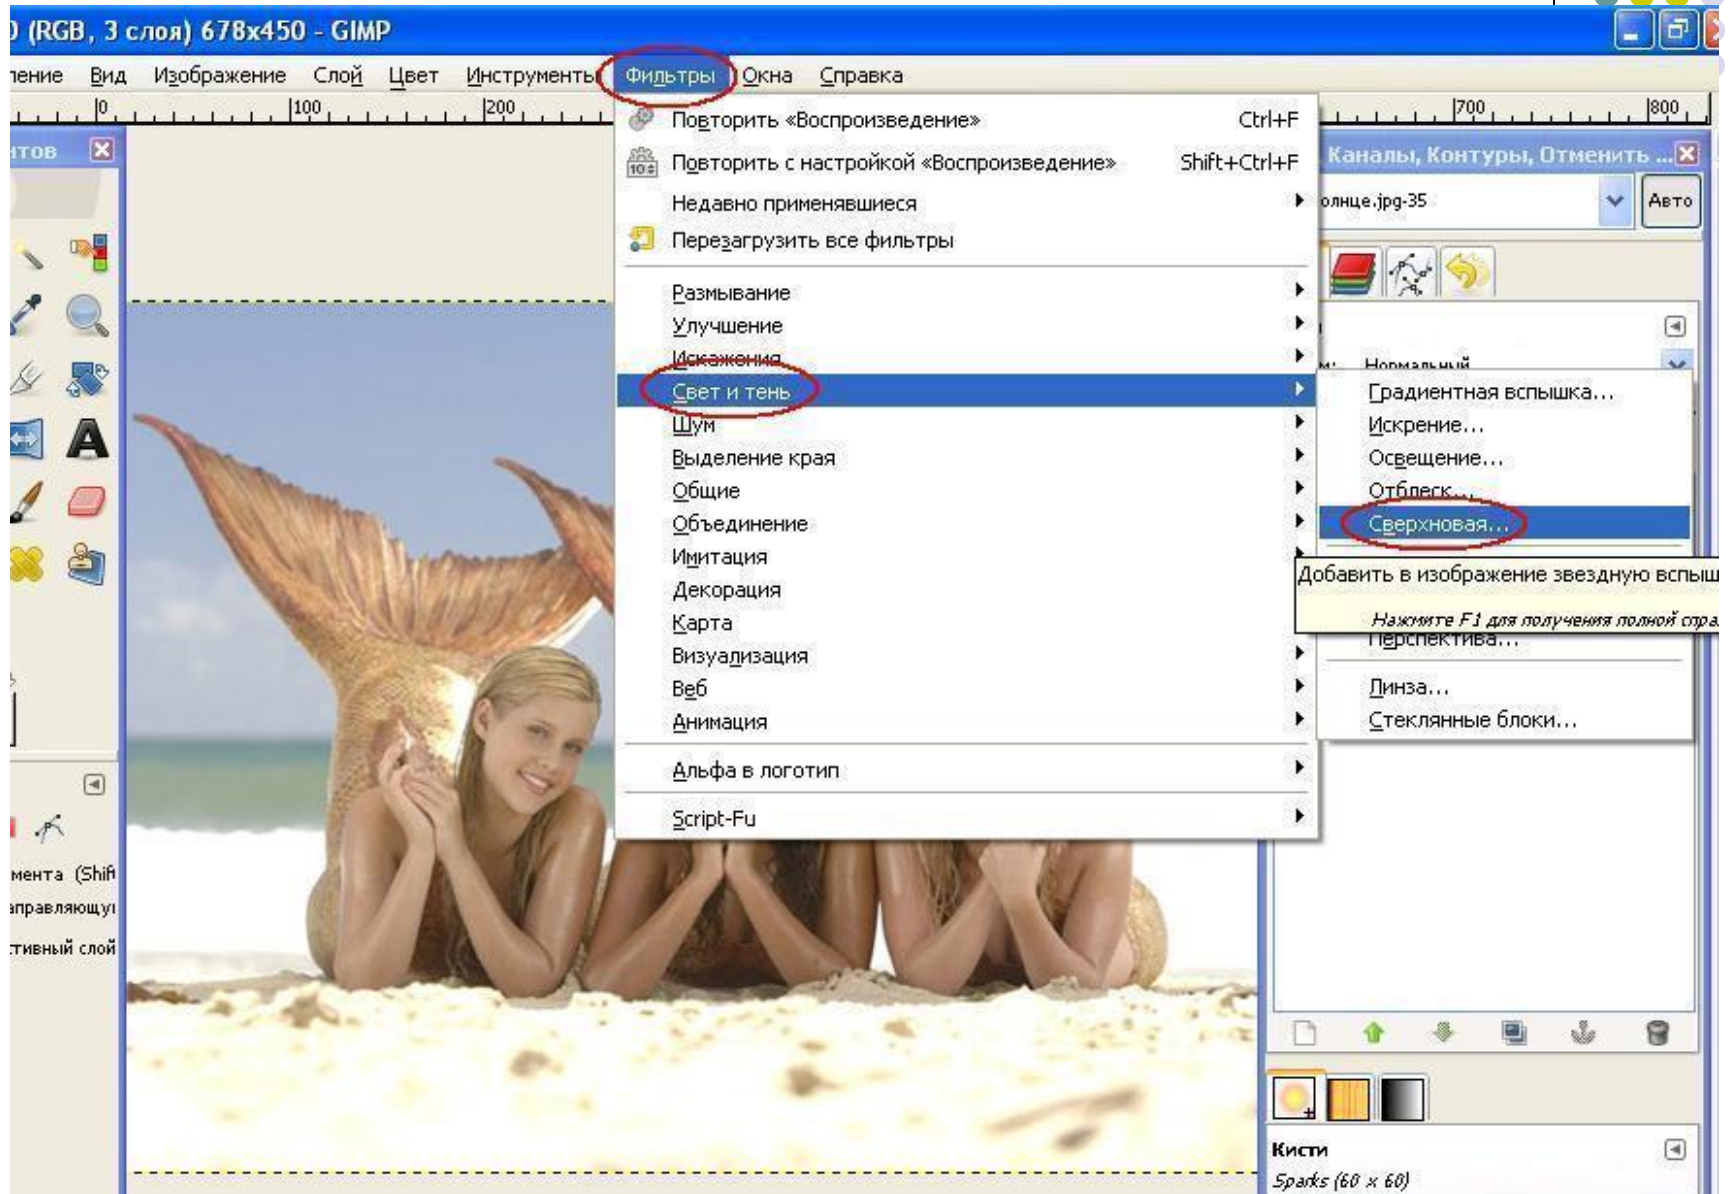 (RGB, 3 слоя) 678x450 - GIMP
Вид Изображение Слой Цвет Инструменты Фильтры Окна Справка
0 100 200 700 800
Повторить «Воспроизведение» Ctrl+F
Повторить с настройкой «Воспроизведение» Shift+Ctrl+F
Недавно применявшиеся
Перезагрузить все фильтры
Размывание
Улучшение
Искажения
Свет и тень
Шум
Выделение края
Общие
Объединение
Имитация
Декорация
Карта
Визуализация
Веб
Анимация
Альфа в логотип
Script-Fu
Каналы, Контуры, Отменить ...
олнце.jpg-35 Авто
Нормальный
Градиентная вспышка...
Искрение...
Освещение...
Отблеск...
Сверхновая...
Добавить в изображение звездную вспыш
Нажмите F1 для получения полной спра
Перспектива...
Линза...
Стеклянные блоки...
нтов
10
мента (Shift
аправляющу
тивный слой
Кисти
Sparks (60 x 60)